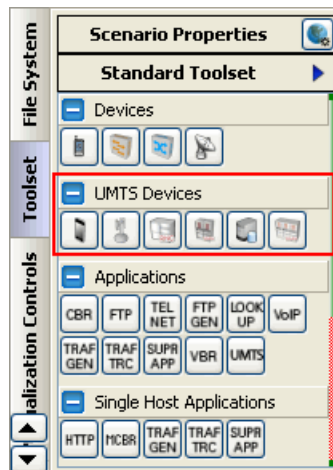 File System
Toolset
alization Controls
Scenario Properties
Standard Toolset
Devices
UMTS Devices
Applications
CBR FTP TEL NET FTP GEN LOOK UP VoIP
TRAF GEN TRAF TRC SUPR APP VBR UMTS
Single Host Applications
HTTP MCBR TRAF GEN TRAF TRC SUPR APP